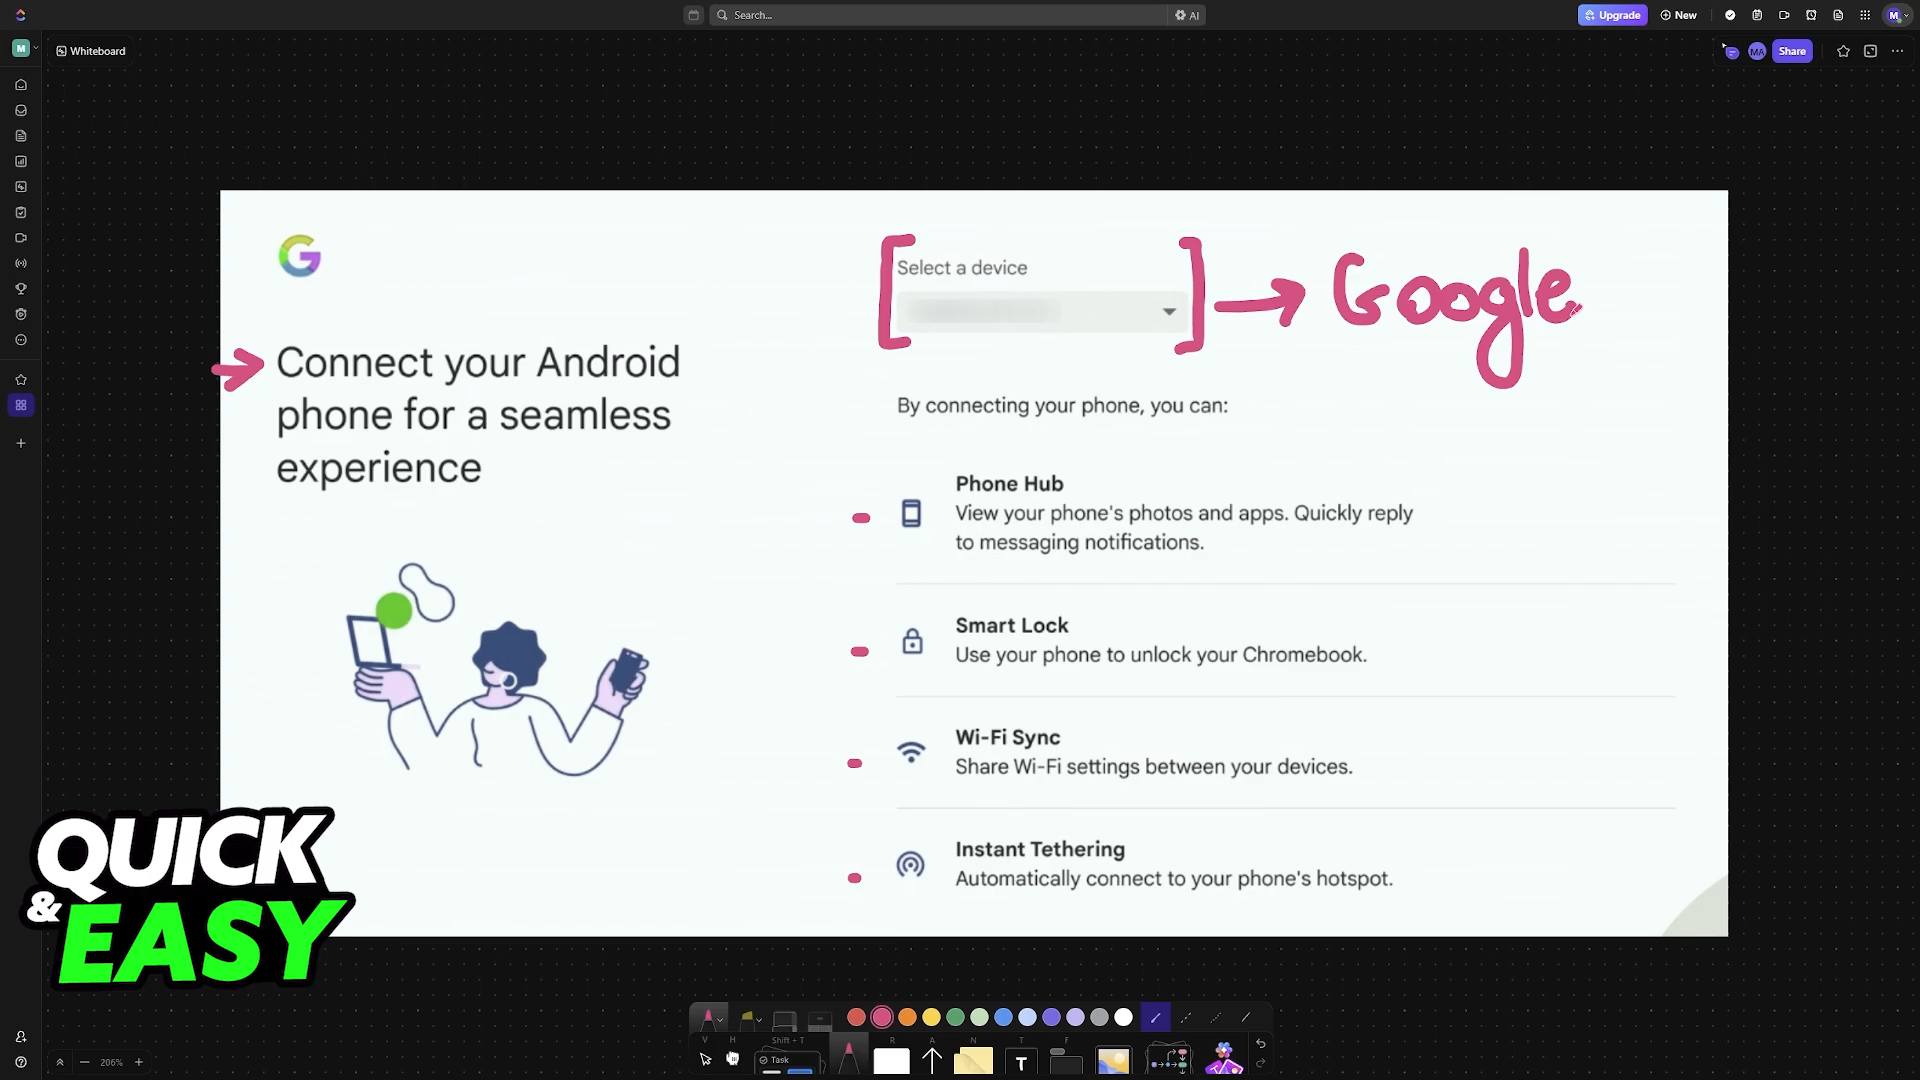 Search...
AI
Upgrade
New
M
M
Whiteboard
MA
Share
G
Select a device
Google
Connect your Android
phone for a seamless
experience
By connecting your phone, you can:
Phone Hub
View your phone's photos and apps. Quickly reply
to messaging notifications.
Smart Lock
Use your phone to unlock your Chromebook.
Wi-Fi Sync
Share Wi-Fi settings between your devices.
Instant Tethering
Automatically connect to your phone's hotspot.
QUICK
& EASY
V
H
Shift + T
R
A
N
T
F
Task
T
206%